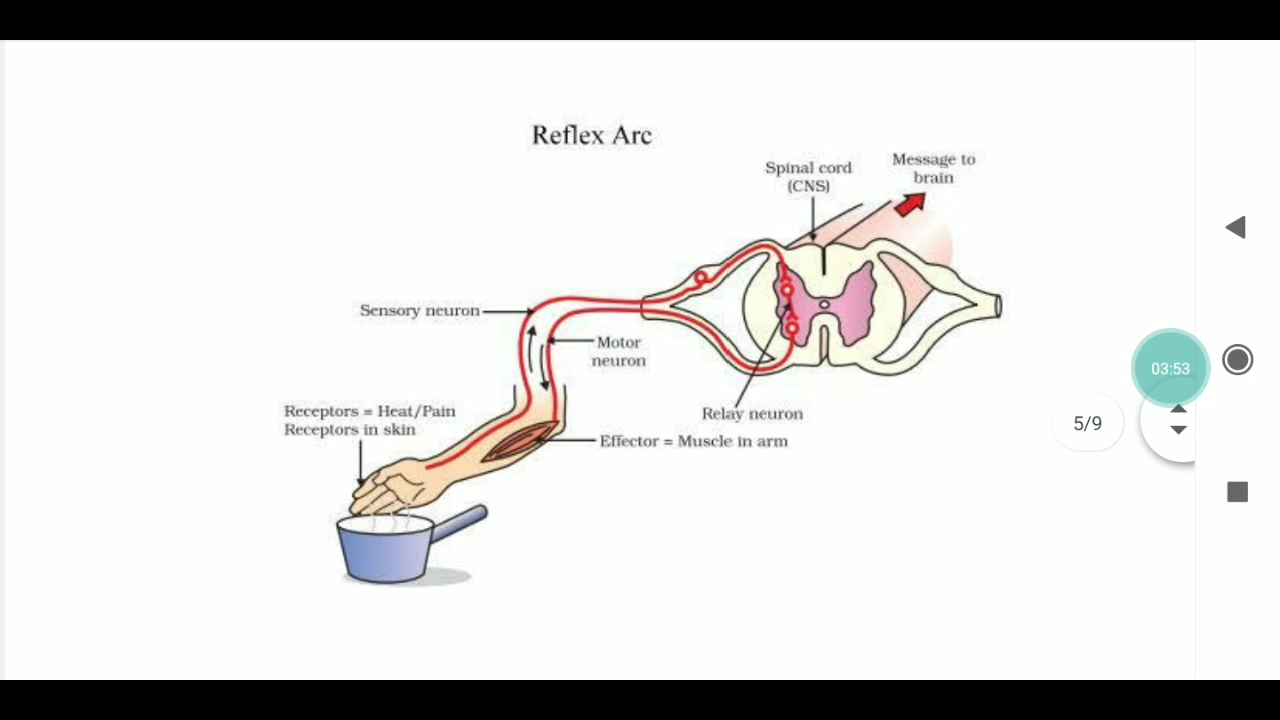 Reflex Arc
Spinal cord
(CNS)
Message to
brain
Sensory neuron
Motor
neuron
Receptors = Heat/Pain
Receptors in skin
Relay neuron
Effector = Muscle in arm
03:53
5/9